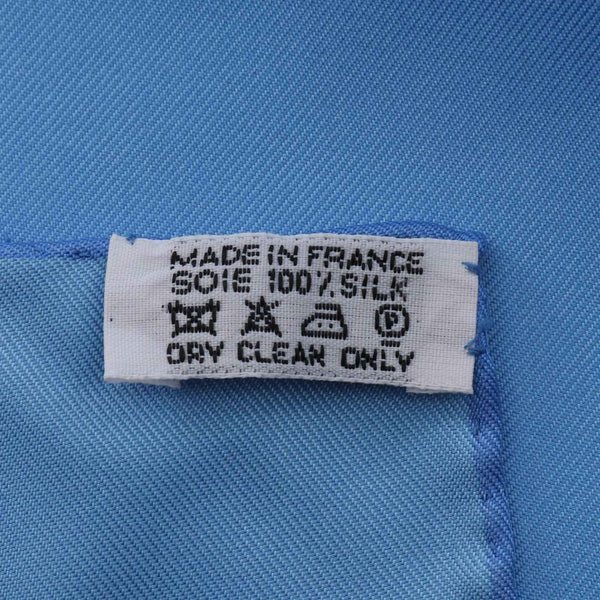 MADE IN FRANCE
SOIE 100% SILK
P
DRY CLEAN ONLY